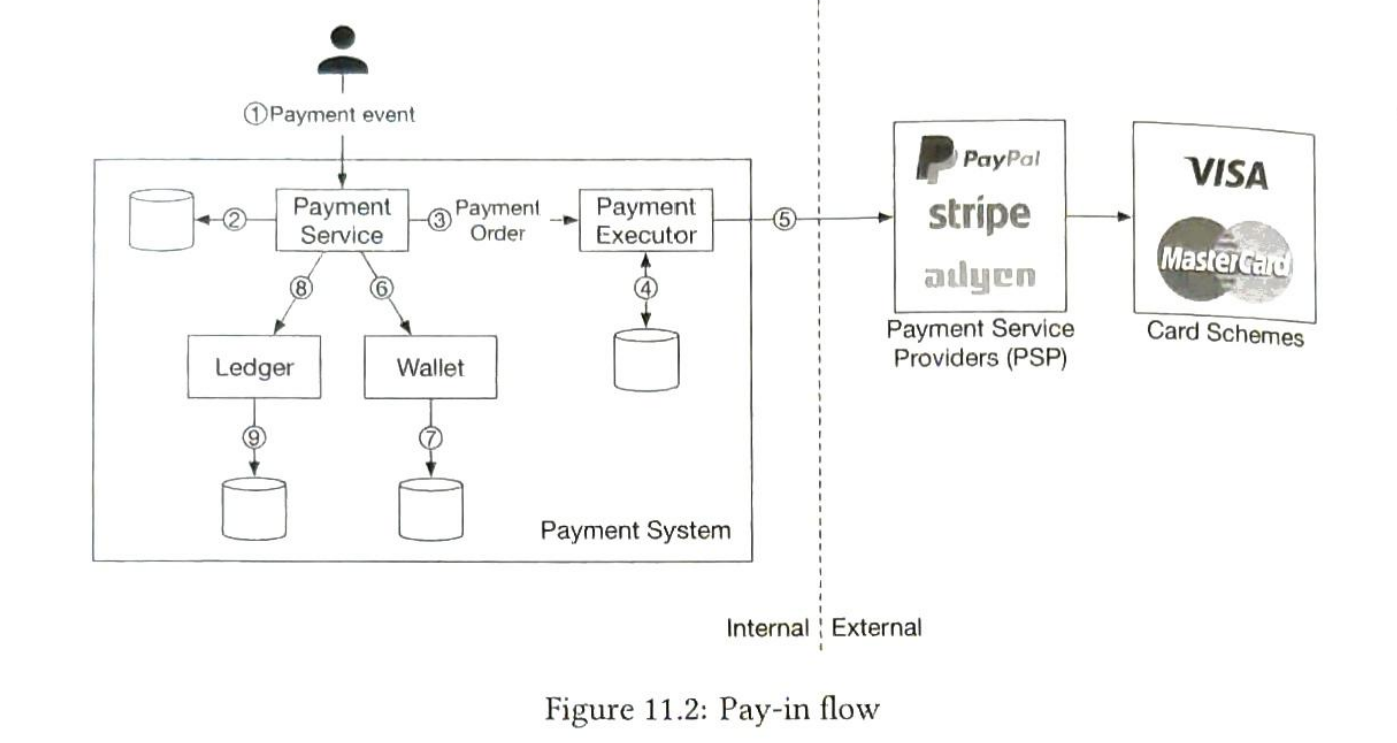 ①Payment event
②
Payment
Service
③
Payment
Order
Payment
Executor
⑤
⑧
⑥
④
Ledger
Wallet
⑨
⑦
Payment System
PayPal
stripe
adyen
Payment Service
Providers (PSP)
VISA
MasterCard
Card Schemes
Internal
External
Figure 11.2: Pay-in flow